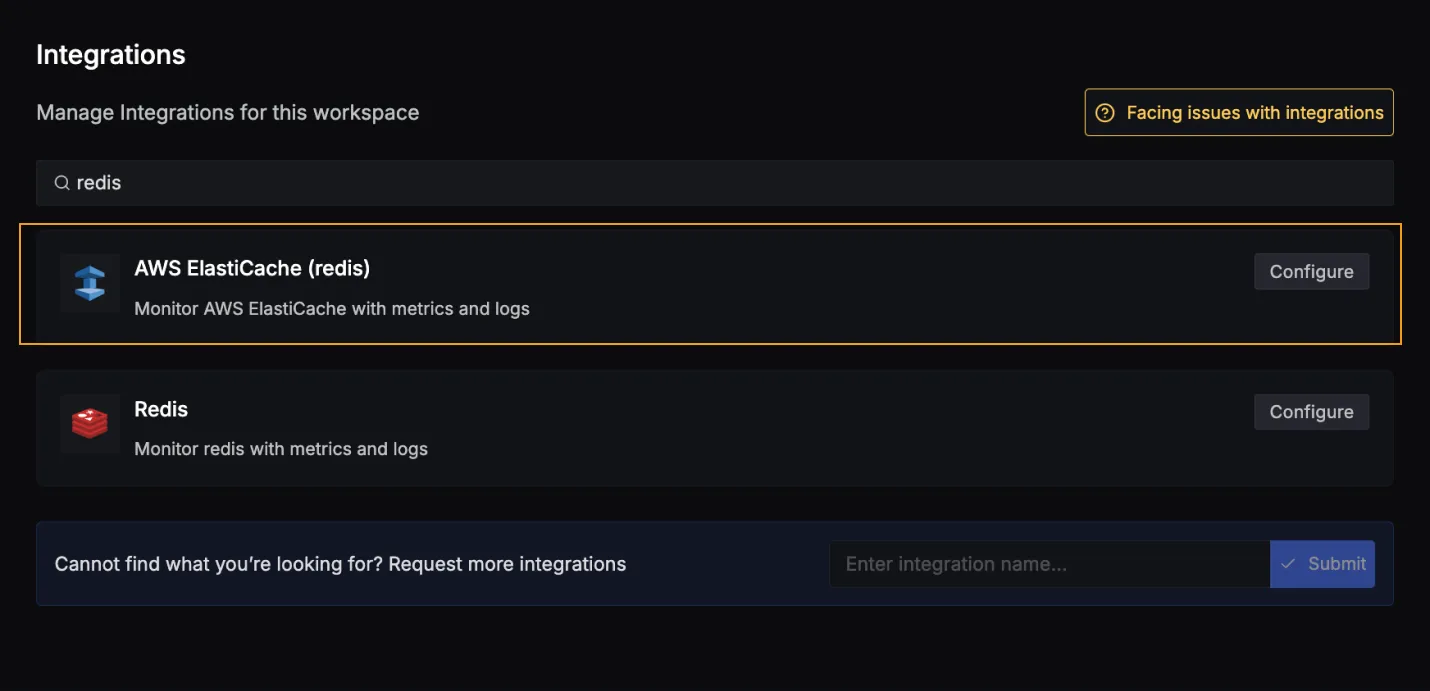 Integrations
Manage Integrations for this workspace
Facing issues with integrations
redis
AWS ElastiCache (redis)
Configure
Monitor AWS ElastiCache with metrics and logs
Redis
Configure
Monitor redis with metrics and logs
Cannot find what you’re looking for? Request more integrations
Enter integration name...
Submit